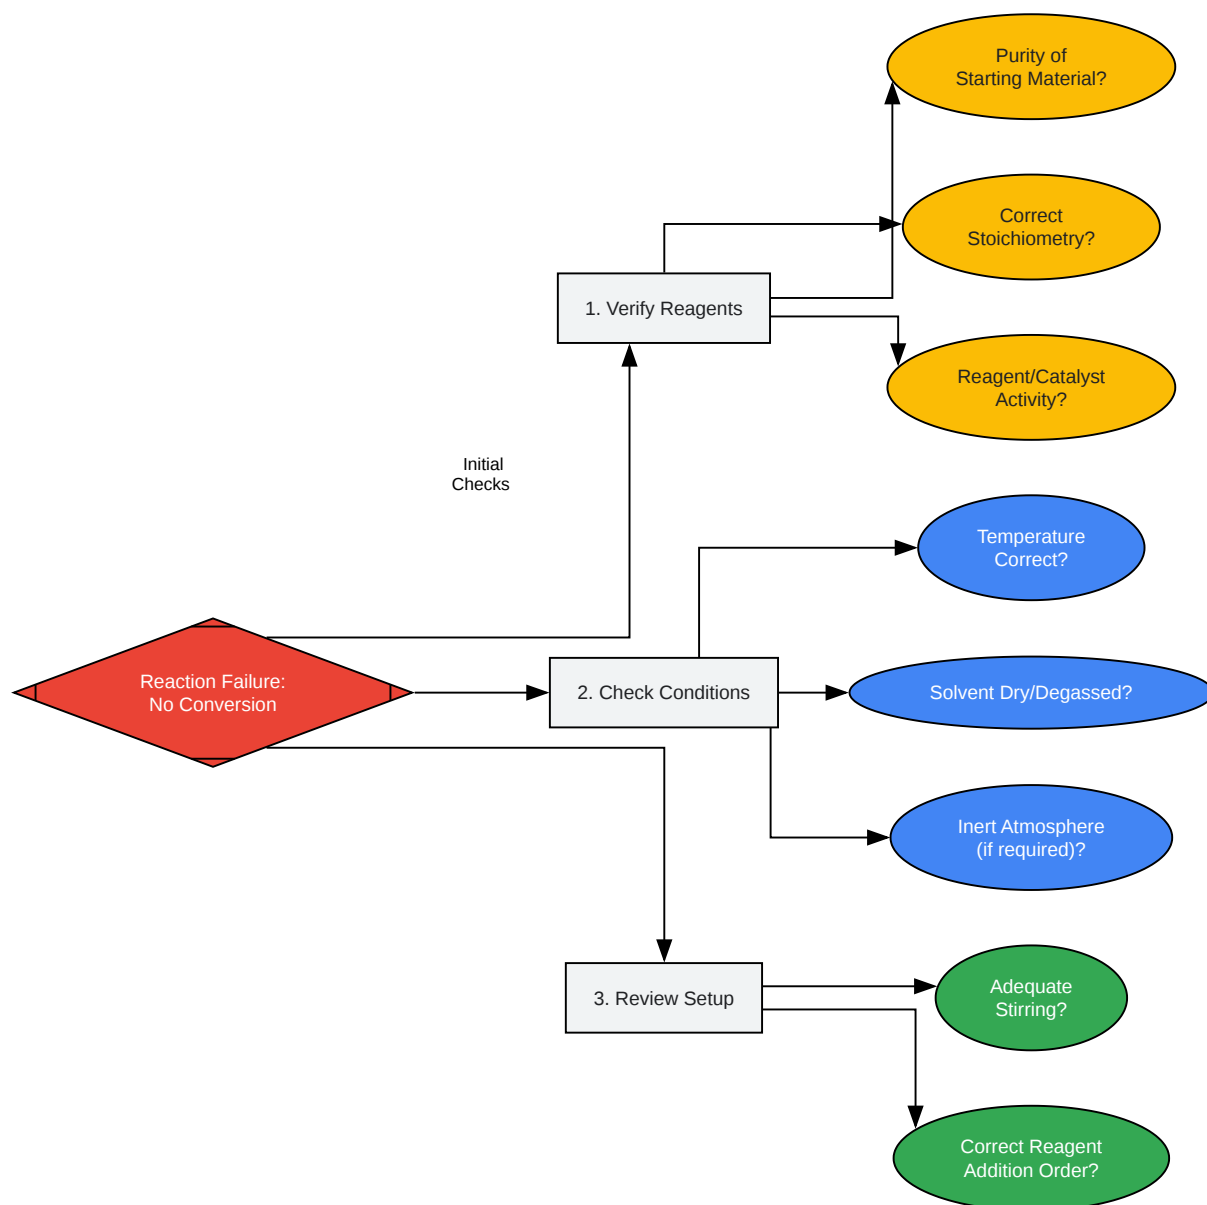 Purity of
Starting Material?
Correct
Stoichiometry?
1. Verify Reagents
Reagent/Catalyst
Activity?
Initial
Checks
Temperature
Correct?
Reaction Failure:
No Conversion
2. Check Conditions
Solvent Dry/Degassed?
Inert Atmosphere
(if required)?
3. Review Setup
Adequate
Stirring?
Correct Reagent
Addition Order?